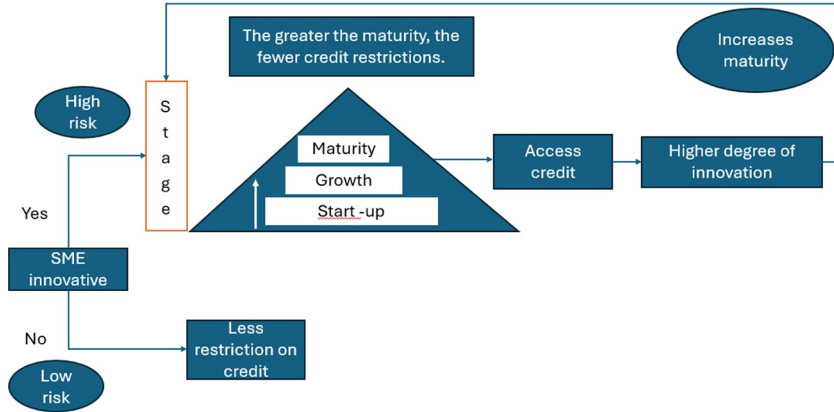 The greater the maturity, the
fewer credit restrictions.
Increases
maturity
High
risk
S
t
a
g
e
Maturity
Growth
Start -up
Access
credit
Higher degree of
innovation
Yes
SME
innovative
No
Less
restriction on
credit
Low
risk